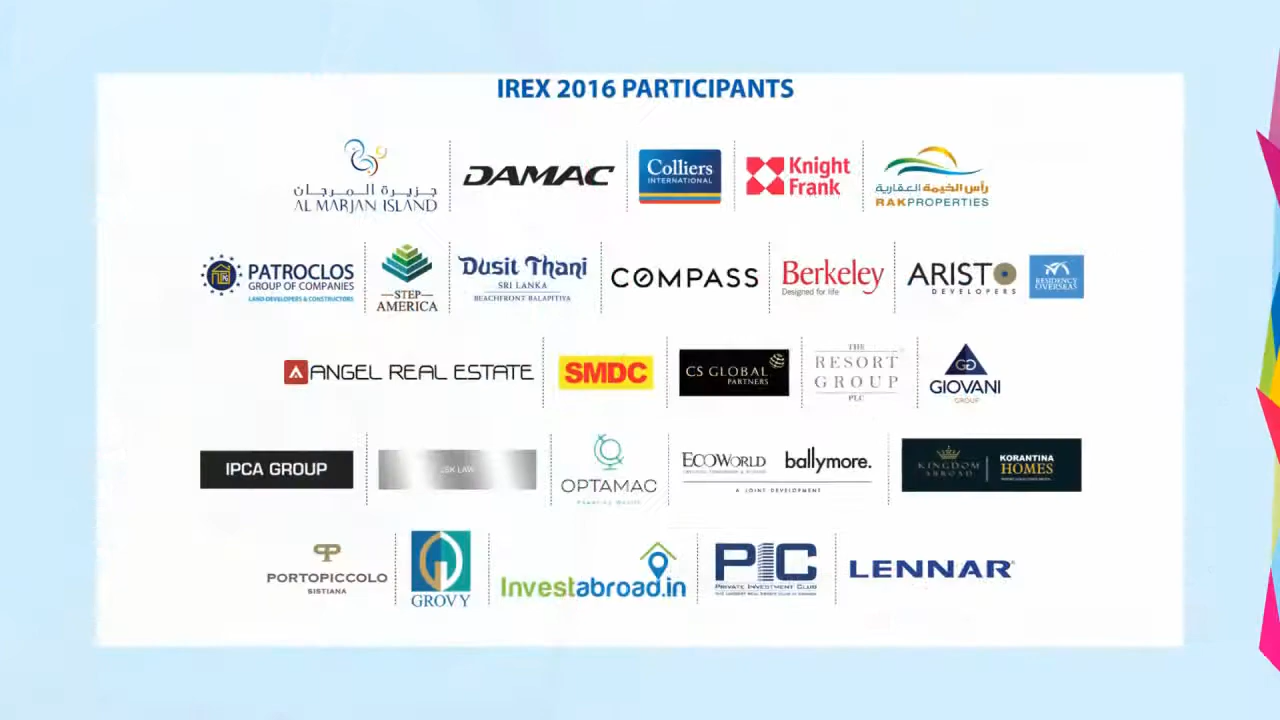 IREX 2016 PARTICIPANTS
جزيرة المرجان
AL MARJAN ISLAND
DAMAC
Colliers
INTERNATIONAL
Knight
Frank
رأس الخيمة العقارية
RAKPROPERTIES
PATROCLOS
GROUP OF COMPANIES
LAND-DEVELOPERS & CONSTRUCTORS
STEP
AMERICA
Dusit Thani
SRI LANKA
BEACHFRONT BALAPITIYA
COMPASS
Berkeley
Designed for life
ARISTO
DEVELOPERS
RESIDENCY
OVERSEAS
ANGEL REAL ESTATE
SMDC
CS GLOBAL
PARTNERS
THE
RESORT
GROUP
PLC
GG
GIOVANI
GROUP
IPCA GROUP
LAW
OPTAMAC
ECOWORLD
ballymore.
A JOINT DEVELOPMENT
KINGDOM
ABROAD
KORANTINA
HOMES
PORTOPICCOLO
SISTIANA
GROVY
Investabroad.in
PIC
PRIVATE INVESTMENT CLUB
LENNAR